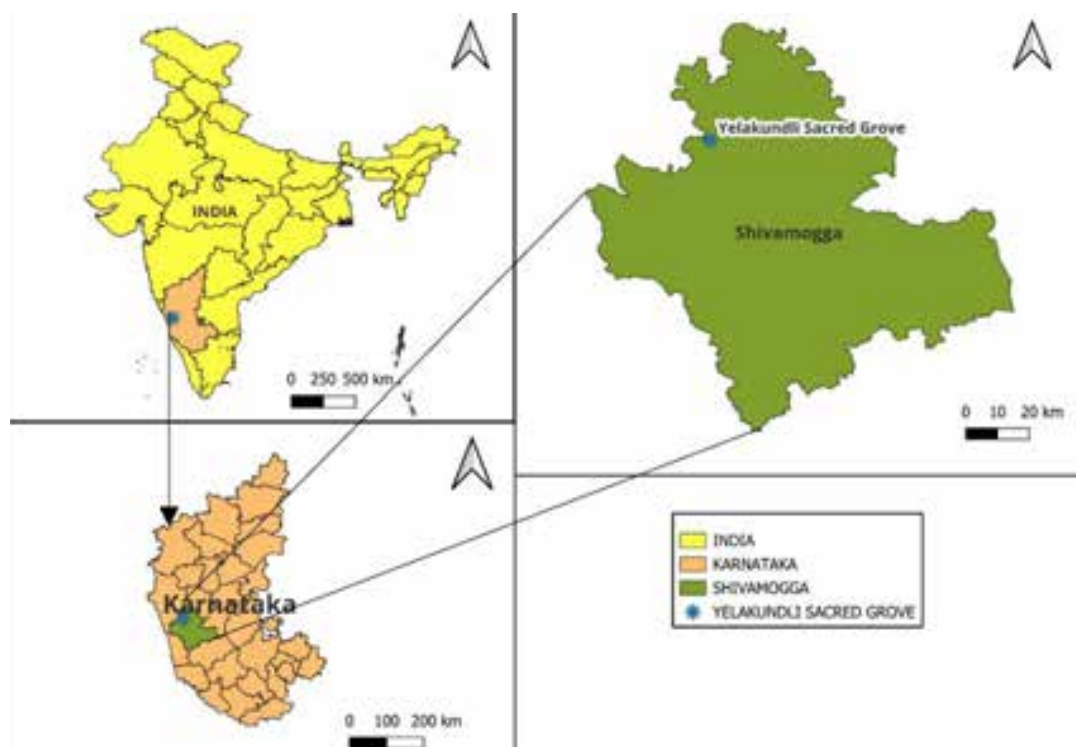 INDIA
0 250 500 km
Yelakundli Sacred Grove
Shivamogga
0 10 20 km
Karnataka
0 100 200 km
INDIA
KARNATAKA
SHIVAMOGGA
YELAKUNDLI SACRED GROVE